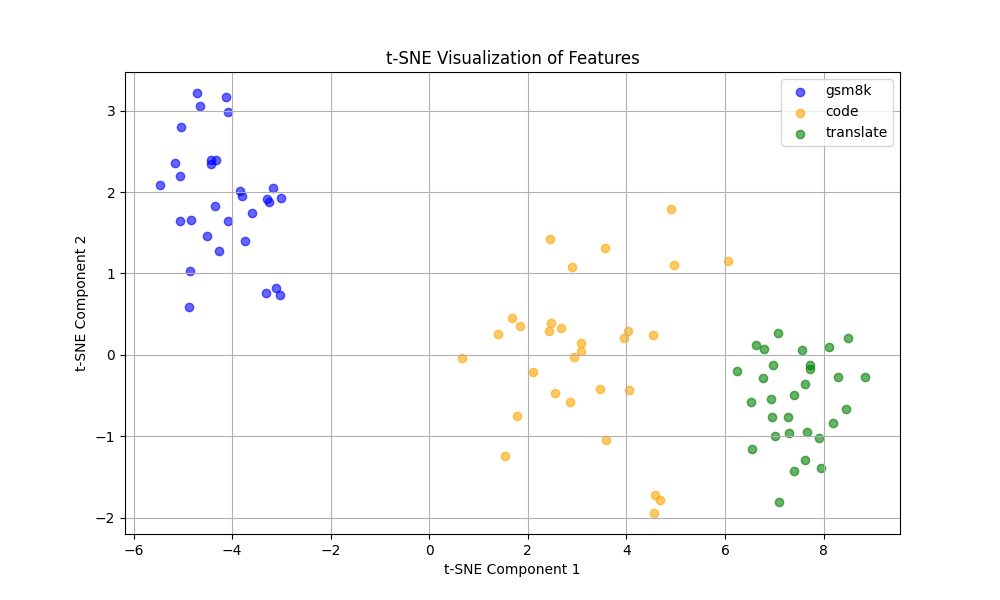 t-SNE Visualization of Features
gsm8k
code
translate
t-SNE Component 2
3
2
1
0
−1
−2
−6
−4
−2
0
2
4
6
8
t-SNE Component 1